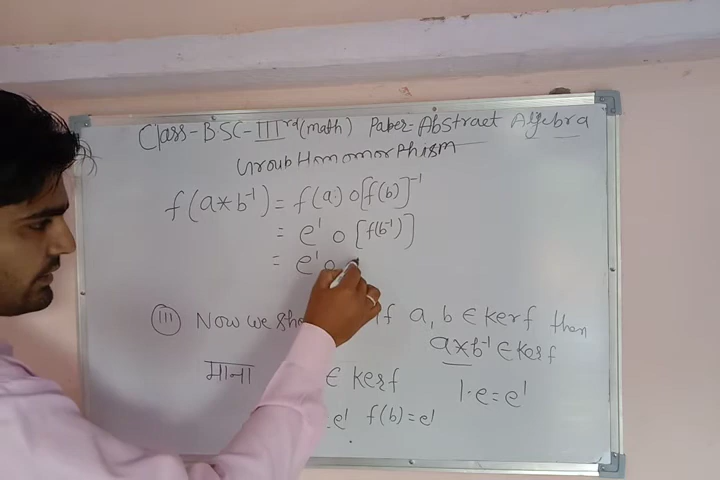 Class-BSC-IIIrd (math) Paper-Abstract Algebra
Group Homomorphism
f(a*b⁻¹) = f(a) o [f(b)]⁻¹
= e' o [f(b⁻¹)]
= e' o
(III) Now we if a, b ∈ Kerf then
a*b⁻¹ ∈ Kerf
माना ∈ Kerf
1·e = e'
= e' f(b) = e'